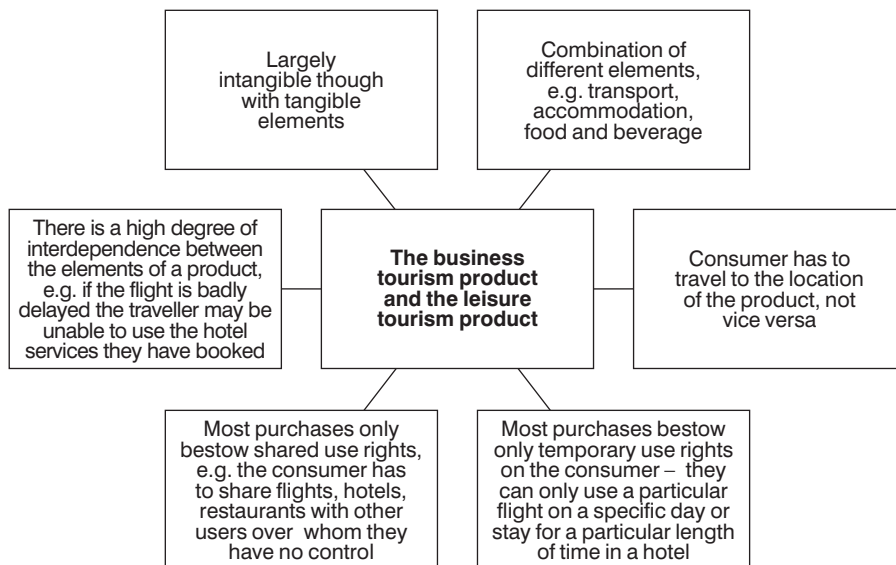 Largely
intangible though
with tangible
elements
Combination of
different elements,
e.g. transport,
accommodation,
food and beverage
There is a high degree of
interdependence between
the elements of a product,
e.g. if the flight is badly
delayed the traveller may be
unable to use the hotel
services they have booked
The business
tourism product
and the leisure
tourism product
Consumer has to
travel to the location
of the product, not
vice versa
Most purchases only
bestow shared use rights,
e.g. the consumer has
to share flights, hotels,
restaurants with other
users over whom they
have no control
Most purchases bestow
only temporary use rights
on the consumer – they
can only use a particular
flight on a specific day or
stay for a particular length
of time in a hotel